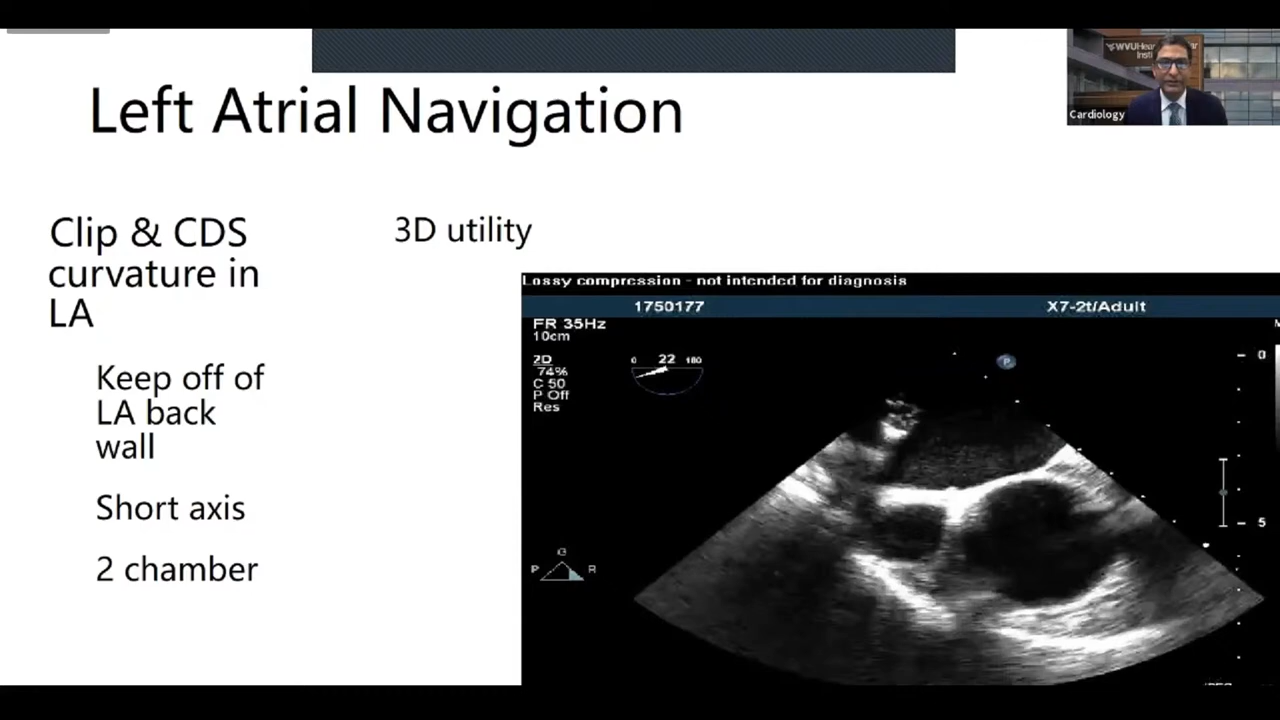 Left Atrial Navigation
Cardiology
Clip & CDS
curvature in
LA
Keep off of
LA back
wall
Short axis
2 chamber
3D utility
Lossy compression - not intended for diagnosis
1750177 X7-2t/Adult
FR 35Hz
10cm
2D
74%
C 50
P Off
Res
0 22 180
P
0
5
G
P R